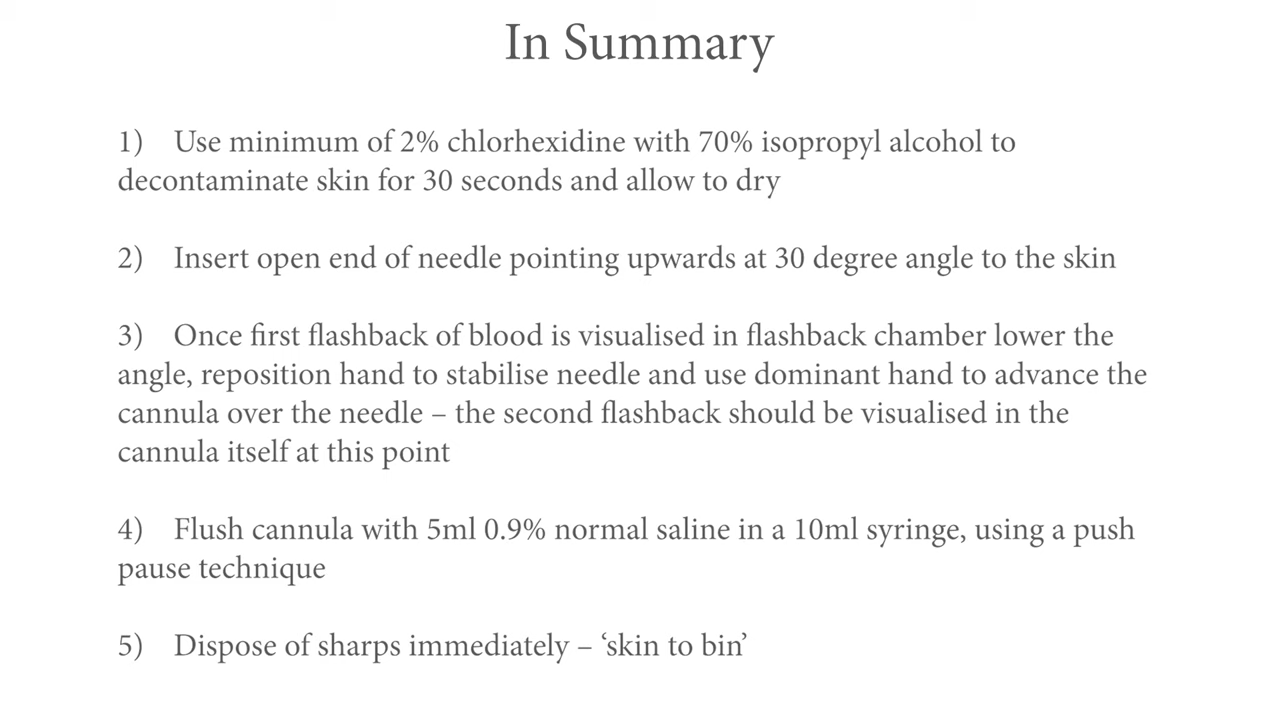 In Summary
1) Use minimum of 2% chlorhexidine with 70% isopropyl alcohol to
decontaminate skin for 30 seconds and allow to dry
2) Insert open end of needle pointing upwards at 30 degree angle to the skin
3) Once first flashback of blood is visualised in flashback chamber lower the
angle, reposition hand to stabilise needle and use dominant hand to advance the
cannula over the needle – the second flashback should be visualised in the
cannula itself at this point
4) Flush cannula with 5ml 0.9% normal saline in a 10ml syringe, using a push
pause technique
5) Dispose of sharps immediately – ‘skin to bin’